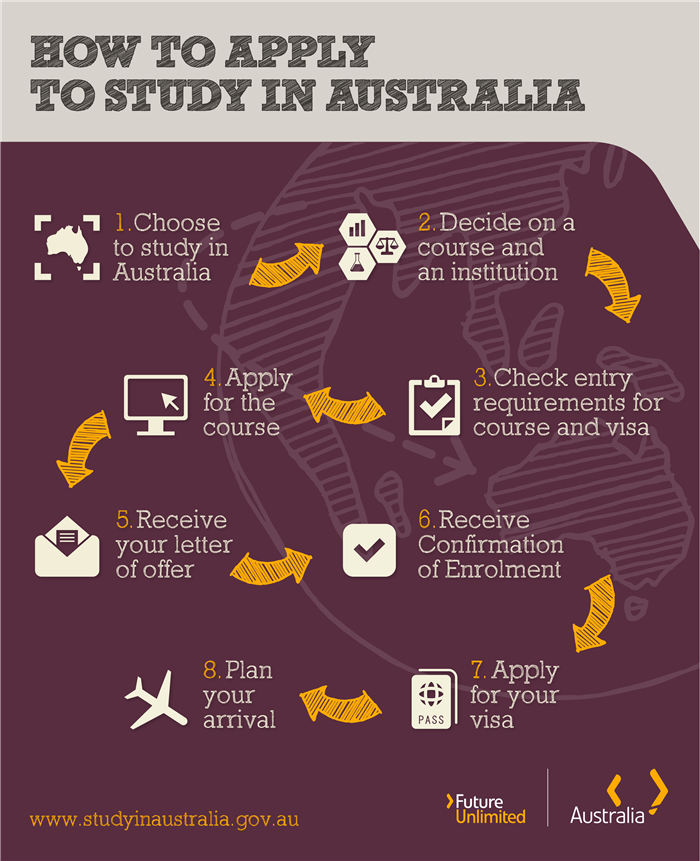 HOW TO APPLY
TO STUDY IN AUSTRALIA
1.Choose
to study in
Australia
2.Decide on a
course and
an institution
3.Check entry
requirements for
course and visa
4.Apply
for the
course
5.Receive
your letter
of offer
6.Receive
Confirmation
of Enrolment
7.Apply
for your
visa
PASS
8.Plan
your
arrival
www.studyinaustralia.gov.au
Future
Unlimited
Australia